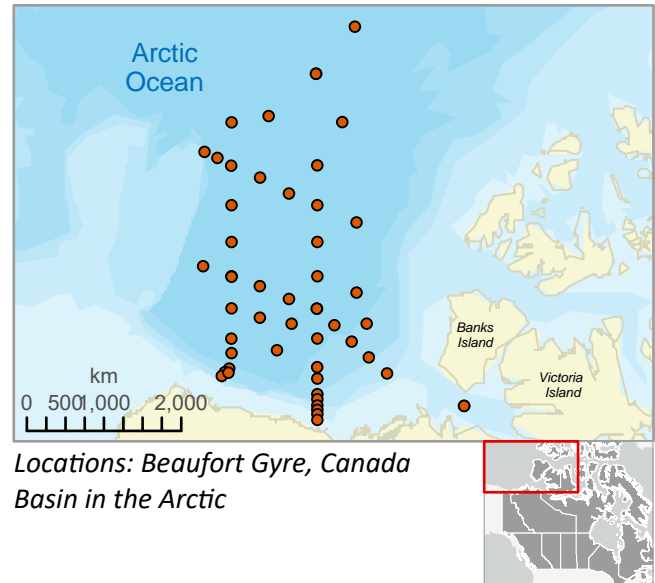 Arctic
Ocean
Banks
Island
Victoria
Island
km
0 500 1,000 2,000
Locations: Beaufort Gyre, Canada
Basin in the Arctic